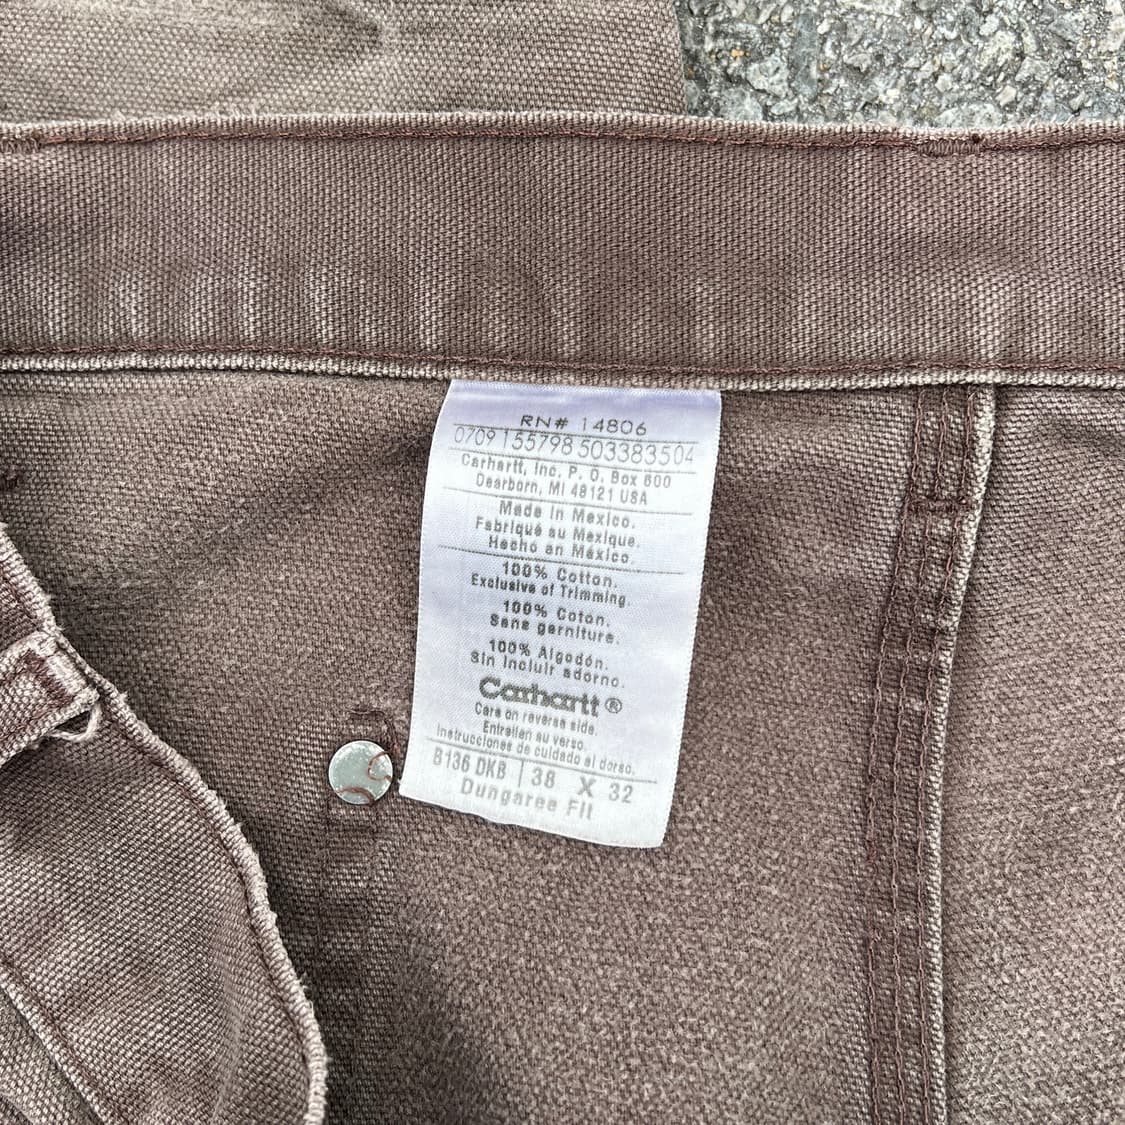 RN# 14806
0709 155798 503383504
Carhartt, Inc. P. O. Box 600
Dearborn, MI 48121 USA
Made in Mexico.
Fabriqué au Mexique.
Hecho en México.
100% Cotton.
Exclusive of Trimming.
100% Coton.
Sans garniture.
100% Algodón.
Sin incluir adorno.
Carhartt®
Care on reverse side.
Entretien au verso.
Instrucciones de cuidado al dorso.
B136 DKB | 38 X 32
Dungaree Fit